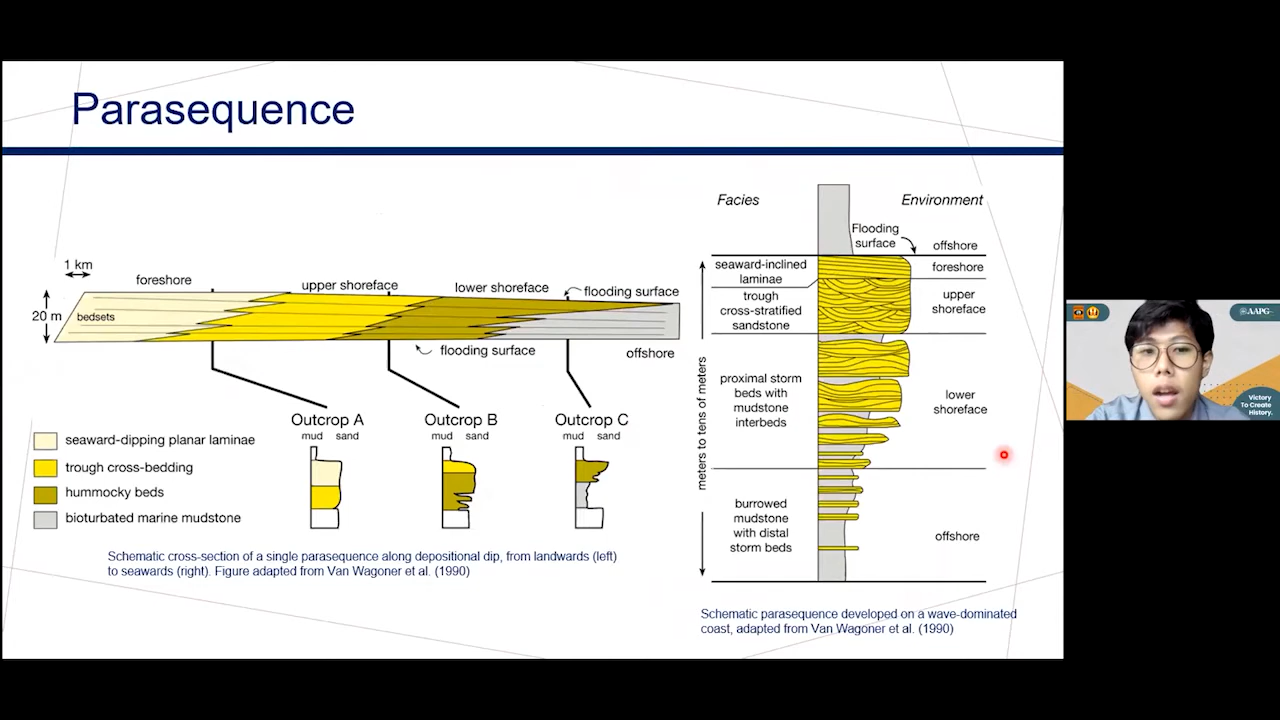 Parasequence
1 km
foreshore
upper shoreface
lower shoreface
flooding surface
20 m
bedsets
flooding surface
offshore
Outcrop A
mud sand
Outcrop B
mud sand
Outcrop C
mud sand
seaward-dipping planar laminae
trough cross-bedding
hummocky beds
bioturbated marine mudstone
Schematic cross-section of a single parasequence along depositional dip, from landwards (left)
to seawards (right). Figure adapted from Van Wagoner et al. (1990)
Facies
Environment
Flooding
surface
offshore
seaward-inclined
laminae
foreshore
trough
cross-stratified
sandstone
upper
shoreface
meters to tens of meters
proximal storm
beds with
mudstone
interbeds
lower
shoreface
burrowed
mudstone
with distal
storm beds
offshore
Schematic parasequence developed on a wave-dominated
coast, adapted from Van Wagoner et al. (1990)
AAPG
Victory
To Create
History.